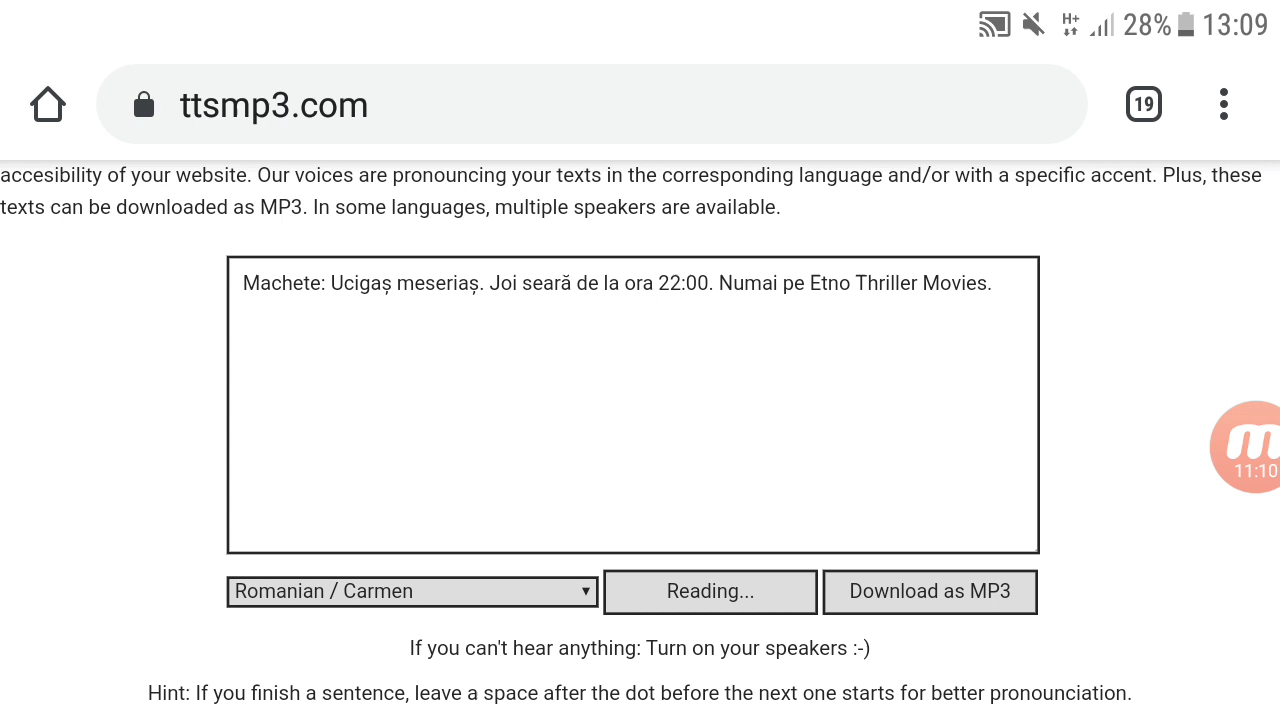 H+ 28% 13:09
ttsmp3.com 19
accesibility of your website. Our voices are pronouncing your texts in the corresponding language and/or with a specific accent. Plus, these
texts can be downloaded as MP3. In some languages, multiple speakers are available.
Machete: Ucigaș meseriaș. Joi seară de la ora 22:00. Numai pe Etno Thriller Movies.
m
11:10
Romanian / Carmen Reading... Download as MP3
If you can't hear anything: Turn on your speakers :-)
Hint: If you finish a sentence, leave a space after the dot before the next one starts for better pronounciation.